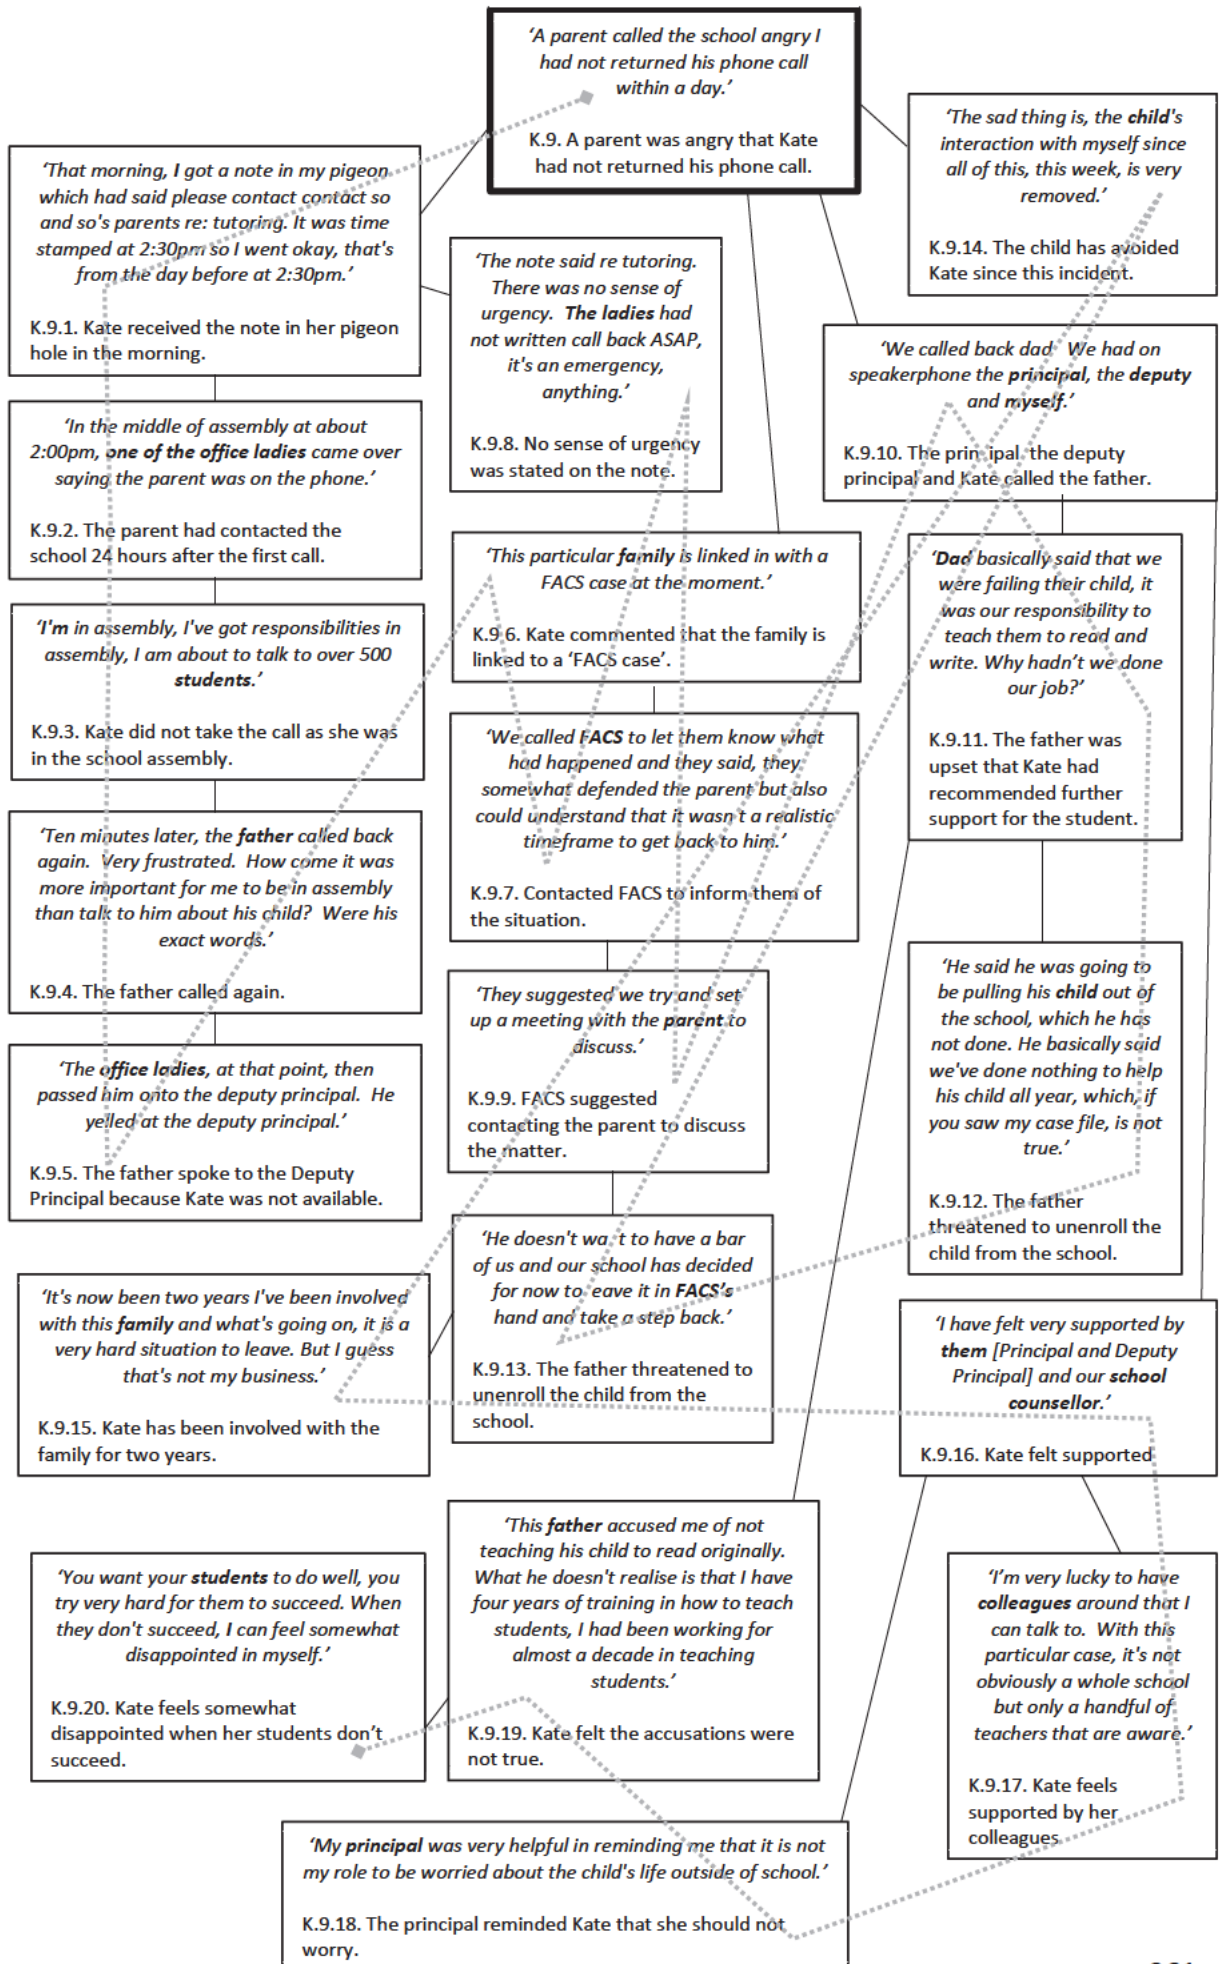 ‘A parent called the school angry I
had not returned his phone call
within a day.’
K.9. A parent was angry that Kate
had not returned his phone call.
‘That morning, I got a note in my pigeon
which had said please contact contact so
and so's parents re: tutoring. It was time
stamped at 2:30pm so I went okay, that's
from the day before at 2:30pm.’
K.9.1. Kate received the note in her pigeon
hole in the morning.
‘In the middle of assembly at about
2:00pm, one of the office ladies came over
saying the parent was on the phone.’
K.9.2. The parent had contacted the
school 24 hours after the first call.
‘I'm in assembly, I've got responsibilities in
assembly, I am about to talk to over 500
students.’
K.9.3. Kate did not take the call as she was
in the school assembly.
‘Ten minutes later, the father called back
again. Very frustrated. How come it was
more important for me to be in assembly
than talk to him about his child? Were his
exact words.’
K.9.4. The father called again.
‘The office ladies, at that point, then
passed him onto the deputy principal. He
yelled at the deputy principal.’
K.9.5. The father spoke to the Deputy
Principal because Kate was not available.
‘The note said re tutoring.
There was no sense of
urgency. The ladies had
not written call back ASAP,
it's an emergency,
anything.’
K.9.8. No sense of urgency
was stated on the note.
‘This particular family is linked in with a
FACS case at the moment.’
K.9.6. Kate commented that the family is
linked to a ‘FACS case’.
‘We called FACS to let them know what
had happened and they said, they
somewhat defended the parent but also
could understand that it wasn't a realistic
timeframe to get back to him.’
K.9.7. Contacted FACS to inform them of
the situation.
‘They suggested we try and set
up a meeting with the parent to
discuss.’
K.9.9. FACS suggested
contacting the parent to discuss
the matter.
‘He doesn't want to have a bar
of us and our school has decided
for now to leave it in FACS’s
hand and take a step back.’
K.9.13. The father threatened to
unenroll the child from the
school.
‘The sad thing is, the child's
interaction with myself since
all of this, this week, is very
removed.’
K.9.14. The child has avoided
Kate since this incident.
‘We called back dad We had on
speakerphone the principal, the deputy
and myself.’
K.9.10. The principal the deputy
principal and Kate called the father.
‘Dad basically said that we
were failing their child, it
was our responsibility to
teach them to read and
write. Why hadn’t we done
our job?’
K.9.11. The father was
upset that Kate had
recommended further
support for the student.
‘He said he was going to
be pulling his child out of
the school, which he has
not done. He basically said
we've done nothing to help
his child all year, which, if
you saw my case file, is not
true.’
K.9.12. The father
threatened to unenroll the
child from the school.
‘It's now been two years I've been involved
with this family and what's going on, it is a
very hard situation to leave. But I guess
that's not my business.’
K.9.15. Kate has been involved with the
family for two years.
‘I have felt very supported by
them [Principal and Deputy
Principal] and our school
counsellor.’
K.9.16. Kate felt supported
‘You want your students to do well, you
try very hard for them to succeed. When
they don't succeed, I can feel somewhat
disappointed in myself.’
K.9.20. Kate feels somewhat
disappointed when her students don’t
succeed.
‘This father accused me of not
teaching his child to read originally.
What he doesn't realise is that I have
four years of training in how to teach
students, I had been working for
almost a decade in teaching
students.’
K.9.19. Kate felt the accusations were
not true.
‘I’m very lucky to have
colleagues around that I
can talk to. With this
particular case, it's not
obviously a whole school
but only a handful of
teachers that are aware.’
K.9.17. Kate feels
supported by her
colleagues
‘My principal was very helpful in reminding me that it is not
my role to be worried about the child's life outside of school.’
K.9.18. The principal reminded Kate that she should not
worry.